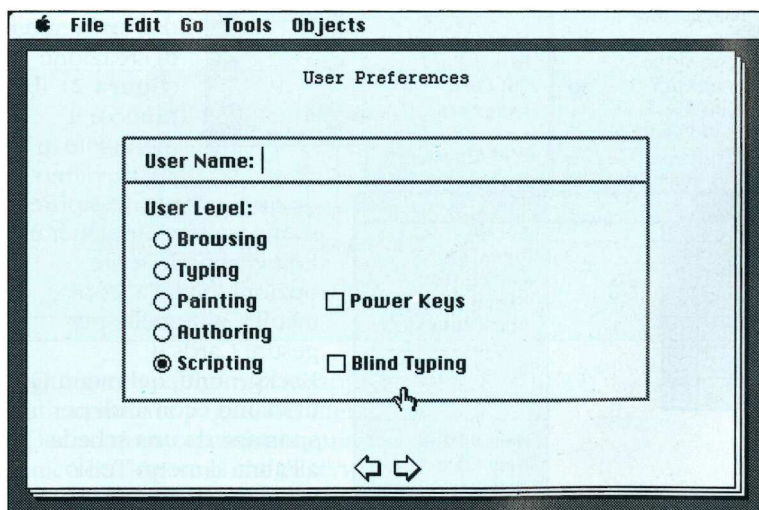 File Edit Go Tools Objects
User Preferences
User Name:
User Level:
Browsing
Typing
Painting
Power Keys
Authoring
Scripting
Blind Typing